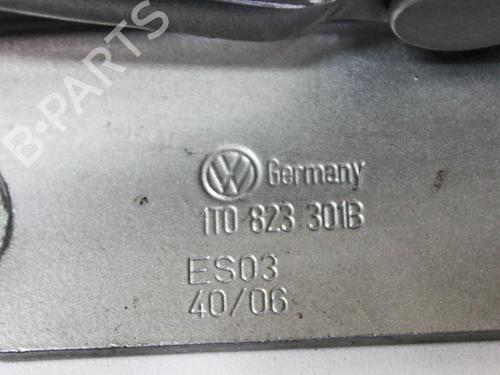 B-PARTS
Germany
1T0 823 301B
ES03
40/06